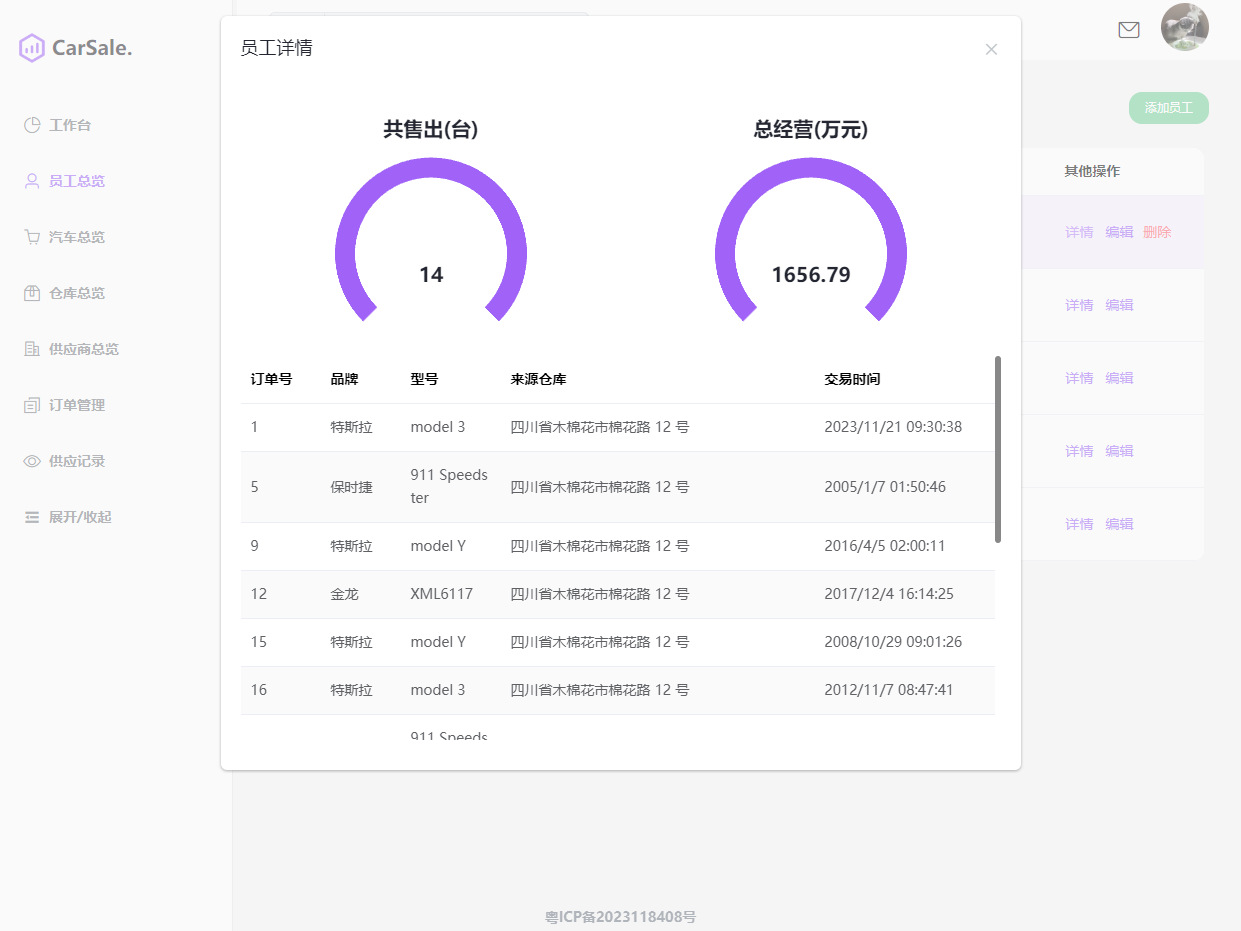 CarSale.
工作台
员工总览
汽车总览
仓库总览
供应商总览
订单管理
供应记录
展开/收起
员工详情
共售出(台)
总经营(万元)
14
1656.79
订单号 品牌 型号 来源仓库 交易时间
1 特斯拉 model 3 四川省木棉花市棉花路 12 号 2023/11/21 09:30:38
5 保时捷 911 Speeds
ter 四川省木棉花市棉花路 12 号 2005/1/7 01:50:46
9 特斯拉 model Y 四川省木棉花市棉花路 12 号 2016/4/5 02:00:11
12 金龙 XML6117 四川省木棉花市棉花路 12 号 2017/12/4 16:14:25
15 特斯拉 model Y 四川省木棉花市棉花路 12 号 2008/10/29 09:01:26
16 特斯拉 model 3 四川省木棉花市棉花路 12 号 2012/11/7 08:47:41
911 Speeds
添加员工
其他操作
详情 编辑 删除
详情 编辑
详情 编辑
详情 编辑
详情 编辑
粤ICP备2023118408号